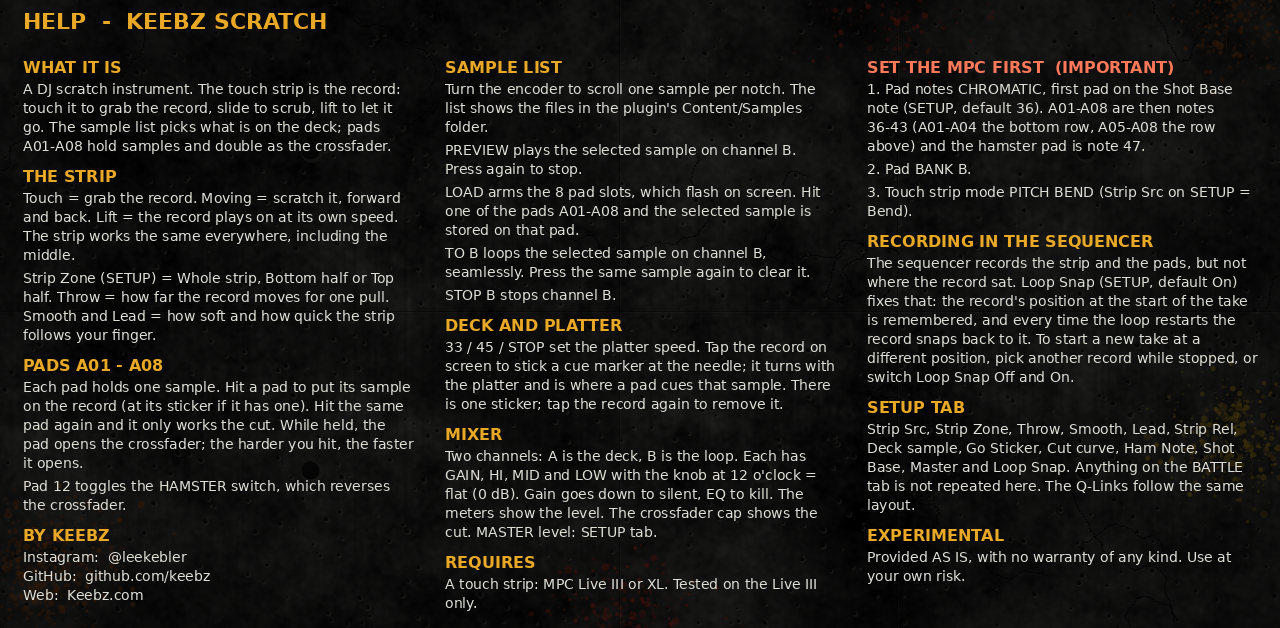 HELP - KEEBZ SCRATCH
WHAT IT IS
A DJ scratch instrument. The touch strip is the record:
touch it to grab the record, slide to scrub, lift to let it
go. The sample list picks what is on the deck; pads
A01-A08 hold samples and double as the crossfader.
THE STRIP
Touch = grab the record. Moving = scratch it, forward
and back. Lift = the record plays on at its own speed.
The strip works the same everywhere, including the
middle.
Strip Zone (SETUP) = Whole strip, Bottom half or Top
half. Throw = how far the record moves for one pull.
Smooth and Lead = how soft and how quick the strip
follows your finger.
PADS A01 - A08
Each pad holds one sample. Hit a pad to put its sample
on the record (at its sticker if it has one). Hit the same
pad again and it only works the cut. While held, the
pad opens the crossfader; the harder you hit, the faster
it opens.
Pad 12 toggles the HAMSTER switch, which reverses
the crossfader.
BY KEEBZ
Instagram: @leekebler
GitHub: github.com/keebz
Web: Keebz.com
SAMPLE LIST
Turn the encoder to scroll one sample per notch. The
list shows the files in the plugin's Content/Samples
folder.
PREVIEW plays the selected sample on channel B.
Press again to stop.
LOAD arms the 8 pad slots, which flash on screen. Hit
one of the pads A01-A08 and the selected sample is
stored on that pad.
TO B loops the selected sample on channel B,
seamlessly. Press the same sample again to clear it.
STOP B stops channel B.
DECK AND PLATTER
33 / 45 / STOP set the platter speed. Tap the record on
screen to stick a cue marker at the needle; it turns with
the platter and is where a pad cues that sample. There
is one sticker; tap the record again to remove it.
MIXER
Two channels: A is the deck, B is the loop. Each has
GAIN, HI, MID and LOW with the knob at 12 o'clock =
flat (0 dB). Gain goes down to silent, EQ to kill. The
meters show the level. The crossfader cap shows the
cut. MASTER level: SETUP tab.
REQUIRES
A touch strip: MPC Live III or XL. Tested on the Live III
only.
SET THE MPC FIRST (IMPORTANT)
1. Pad notes CHROMATIC, first pad on the Shot Base
note (SETUP, default 36). A01-A08 are then notes
36-43 (A01-A04 the bottom row, A05-A08 the row
above) and the hamster pad is note 47.
2. Pad BANK B.
3. Touch strip mode PITCH BEND (Strip Src on SETUP =
Bend).
RECORDING IN THE SEQUENCER
The sequencer records the strip and the pads, but not
where the record sat. Loop Snap (SETUP, default On)
fixes that: the record's position at the start of the take
is remembered, and every time the loop restarts the
record snaps back to it. To start a new take at a
different position, pick another record while stopped, or
switch Loop Snap Off and On.
SETUP TAB
Strip Src, Strip Zone, Throw, Smooth, Lead, Strip Rel,
Deck sample, Go Sticker, Cut curve, Ham Note, Shot
Base, Master and Loop Snap. Anything on the BATTLE
tab is not repeated here. The Q-Links follow the same
layout.
EXPERIMENTAL
Provided AS IS, with no warranty of any kind. Use at
your own risk.